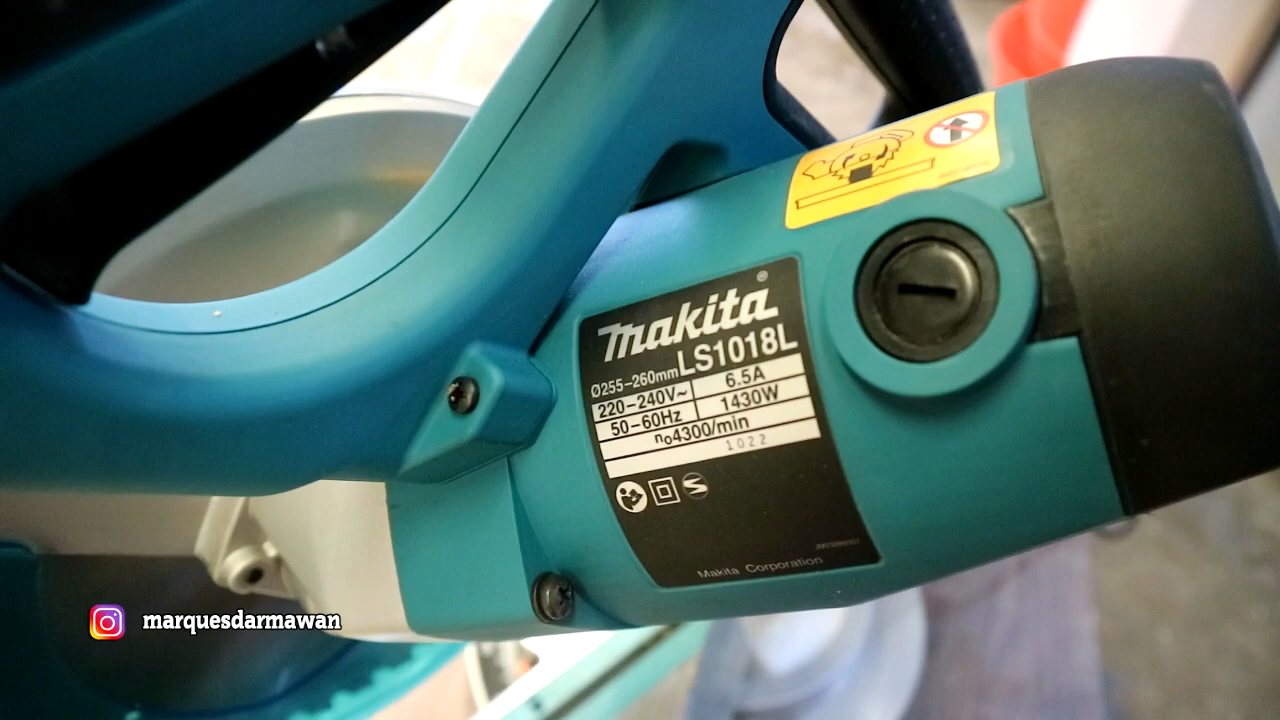 makita®
Ø255-260mm LS1018L
220-240V~ 6.5A
50-60Hz 1430W
n₀4300/min
1022
Makita Corporation
marquesdarmawan